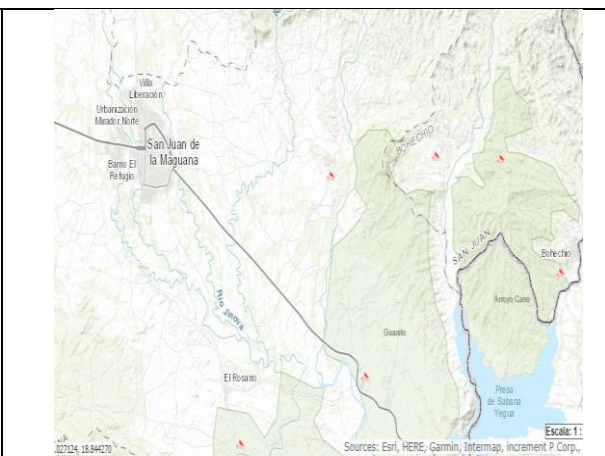 Villa
Liberación
Urbanización
Mirador Norte
San Juan de
la Maguana
Barrio El
Refugio
BOHECHIO
SAN JUAN
Bohechio
Arroyo Cano
Río Jinova
Guanito
El Rosario
Presa
de Sabana
Yegua
Escala: 1 :
.027124, 18.844270
Sources: Esri, HERE, Garmin, Intermap, increment P Corp.,